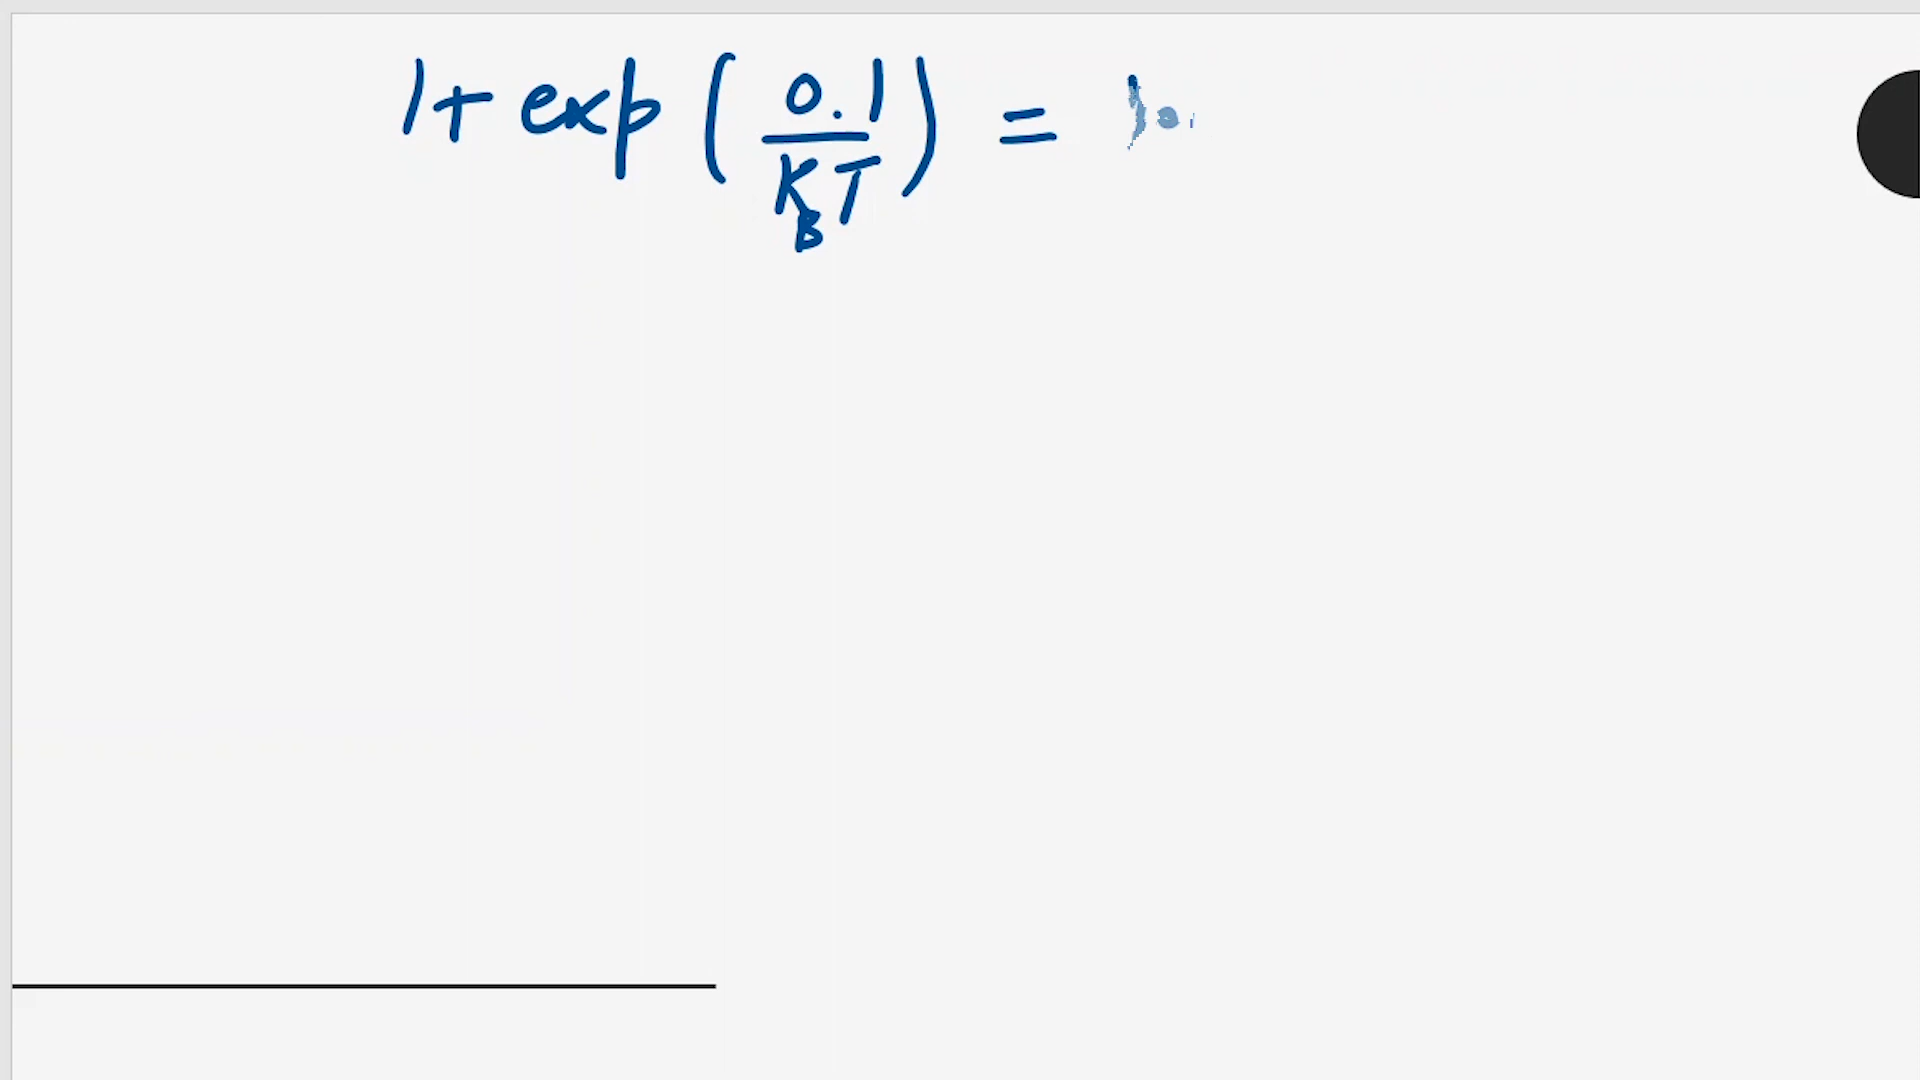 1 + exp ( 0.1 / K_B T ) =